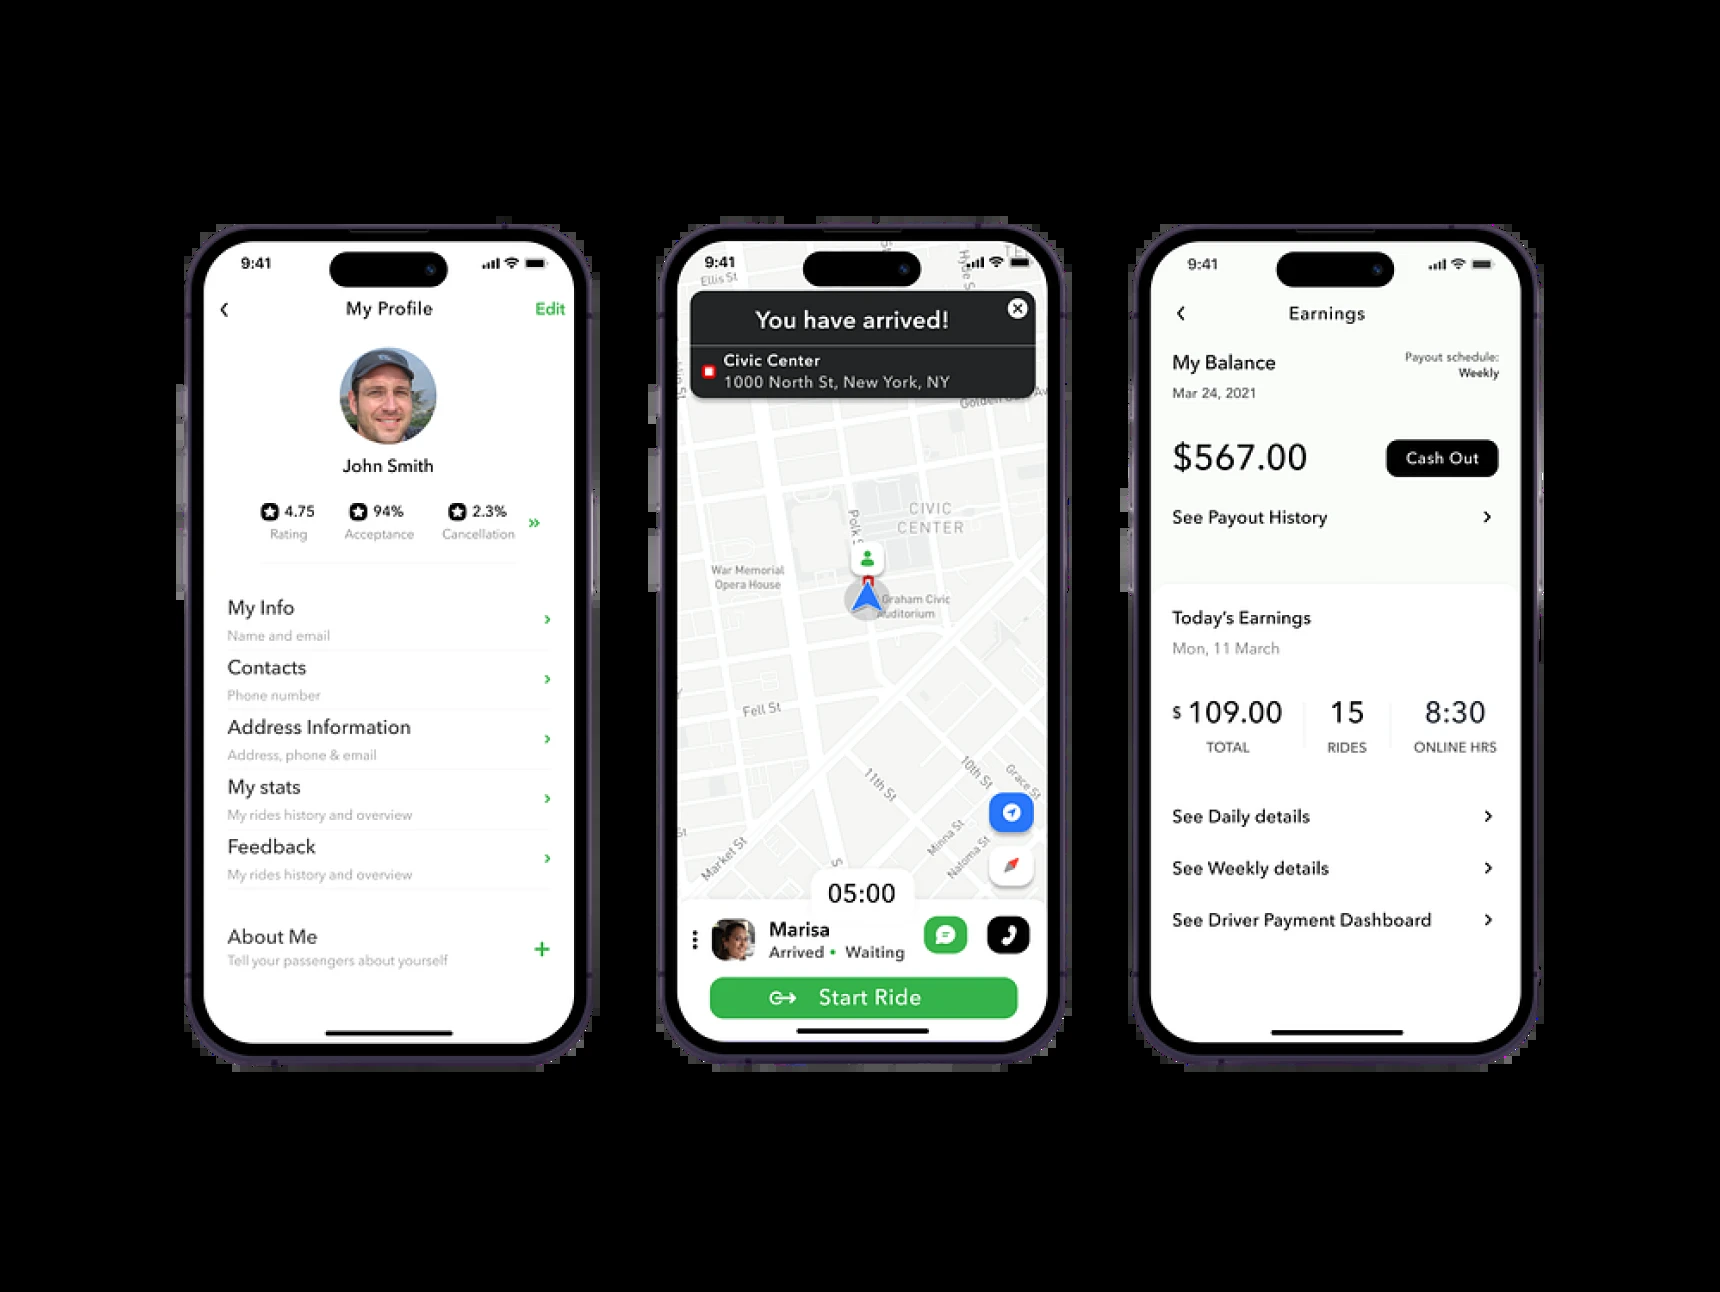 9:41
My Profile
Edit
John Smith
4.75
Rating
94%
Acceptance
2.3%
Cancellation
My Info
Name and email
Contacts
Phone number
Address Information
Address, phone & email
My stats
My rides history and overview
Feedback
My rides history and overview
About Me
Tell your passengers about yourself
9:41
Ellis St
Hyde S
You have arrived!
Civic Center
1000 North St, New York, NY
Golden
Av
Polk S
CIVIC
CENTER
War Memorial
Opera House
Graham Civic
Auditorium
Fell St
11th St
10th St
Grace St
Minna St
Natoma St
Market St
05:00
Marisa
Arrived • Waiting
Start Ride
9:41
Earnings
My Balance
Payout schedule:
Weekly
Mar 24, 2021
$567.00
Cash Out
See Payout History
Today's Earnings
Mon, 11 March
$ 109.00
TOTAL
15
RIDES
8:30
ONLINE HRS
See Daily details
See Weekly details
See Driver Payment Dashboard